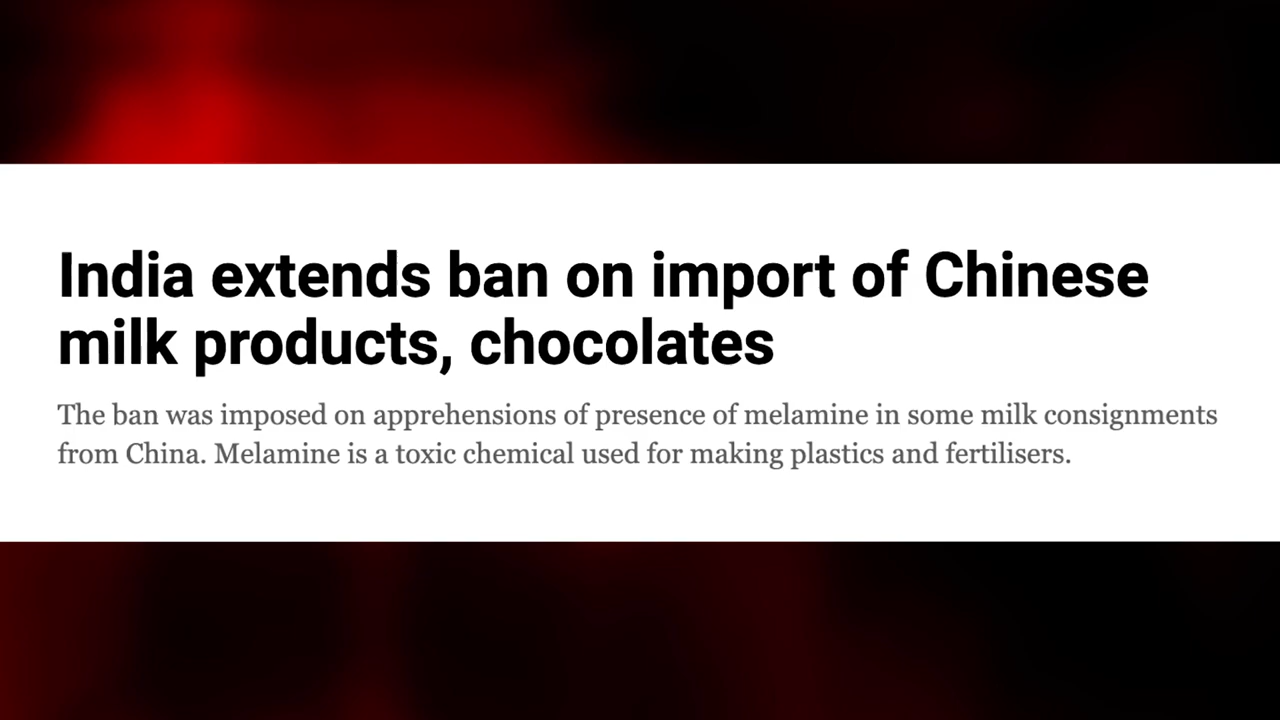 India extends ban on import of Chinese
milk products, chocolates
The ban was imposed on apprehensions of presence of melamine in some milk consignments
from China. Melamine is a toxic chemical used for making plastics and fertilisers.